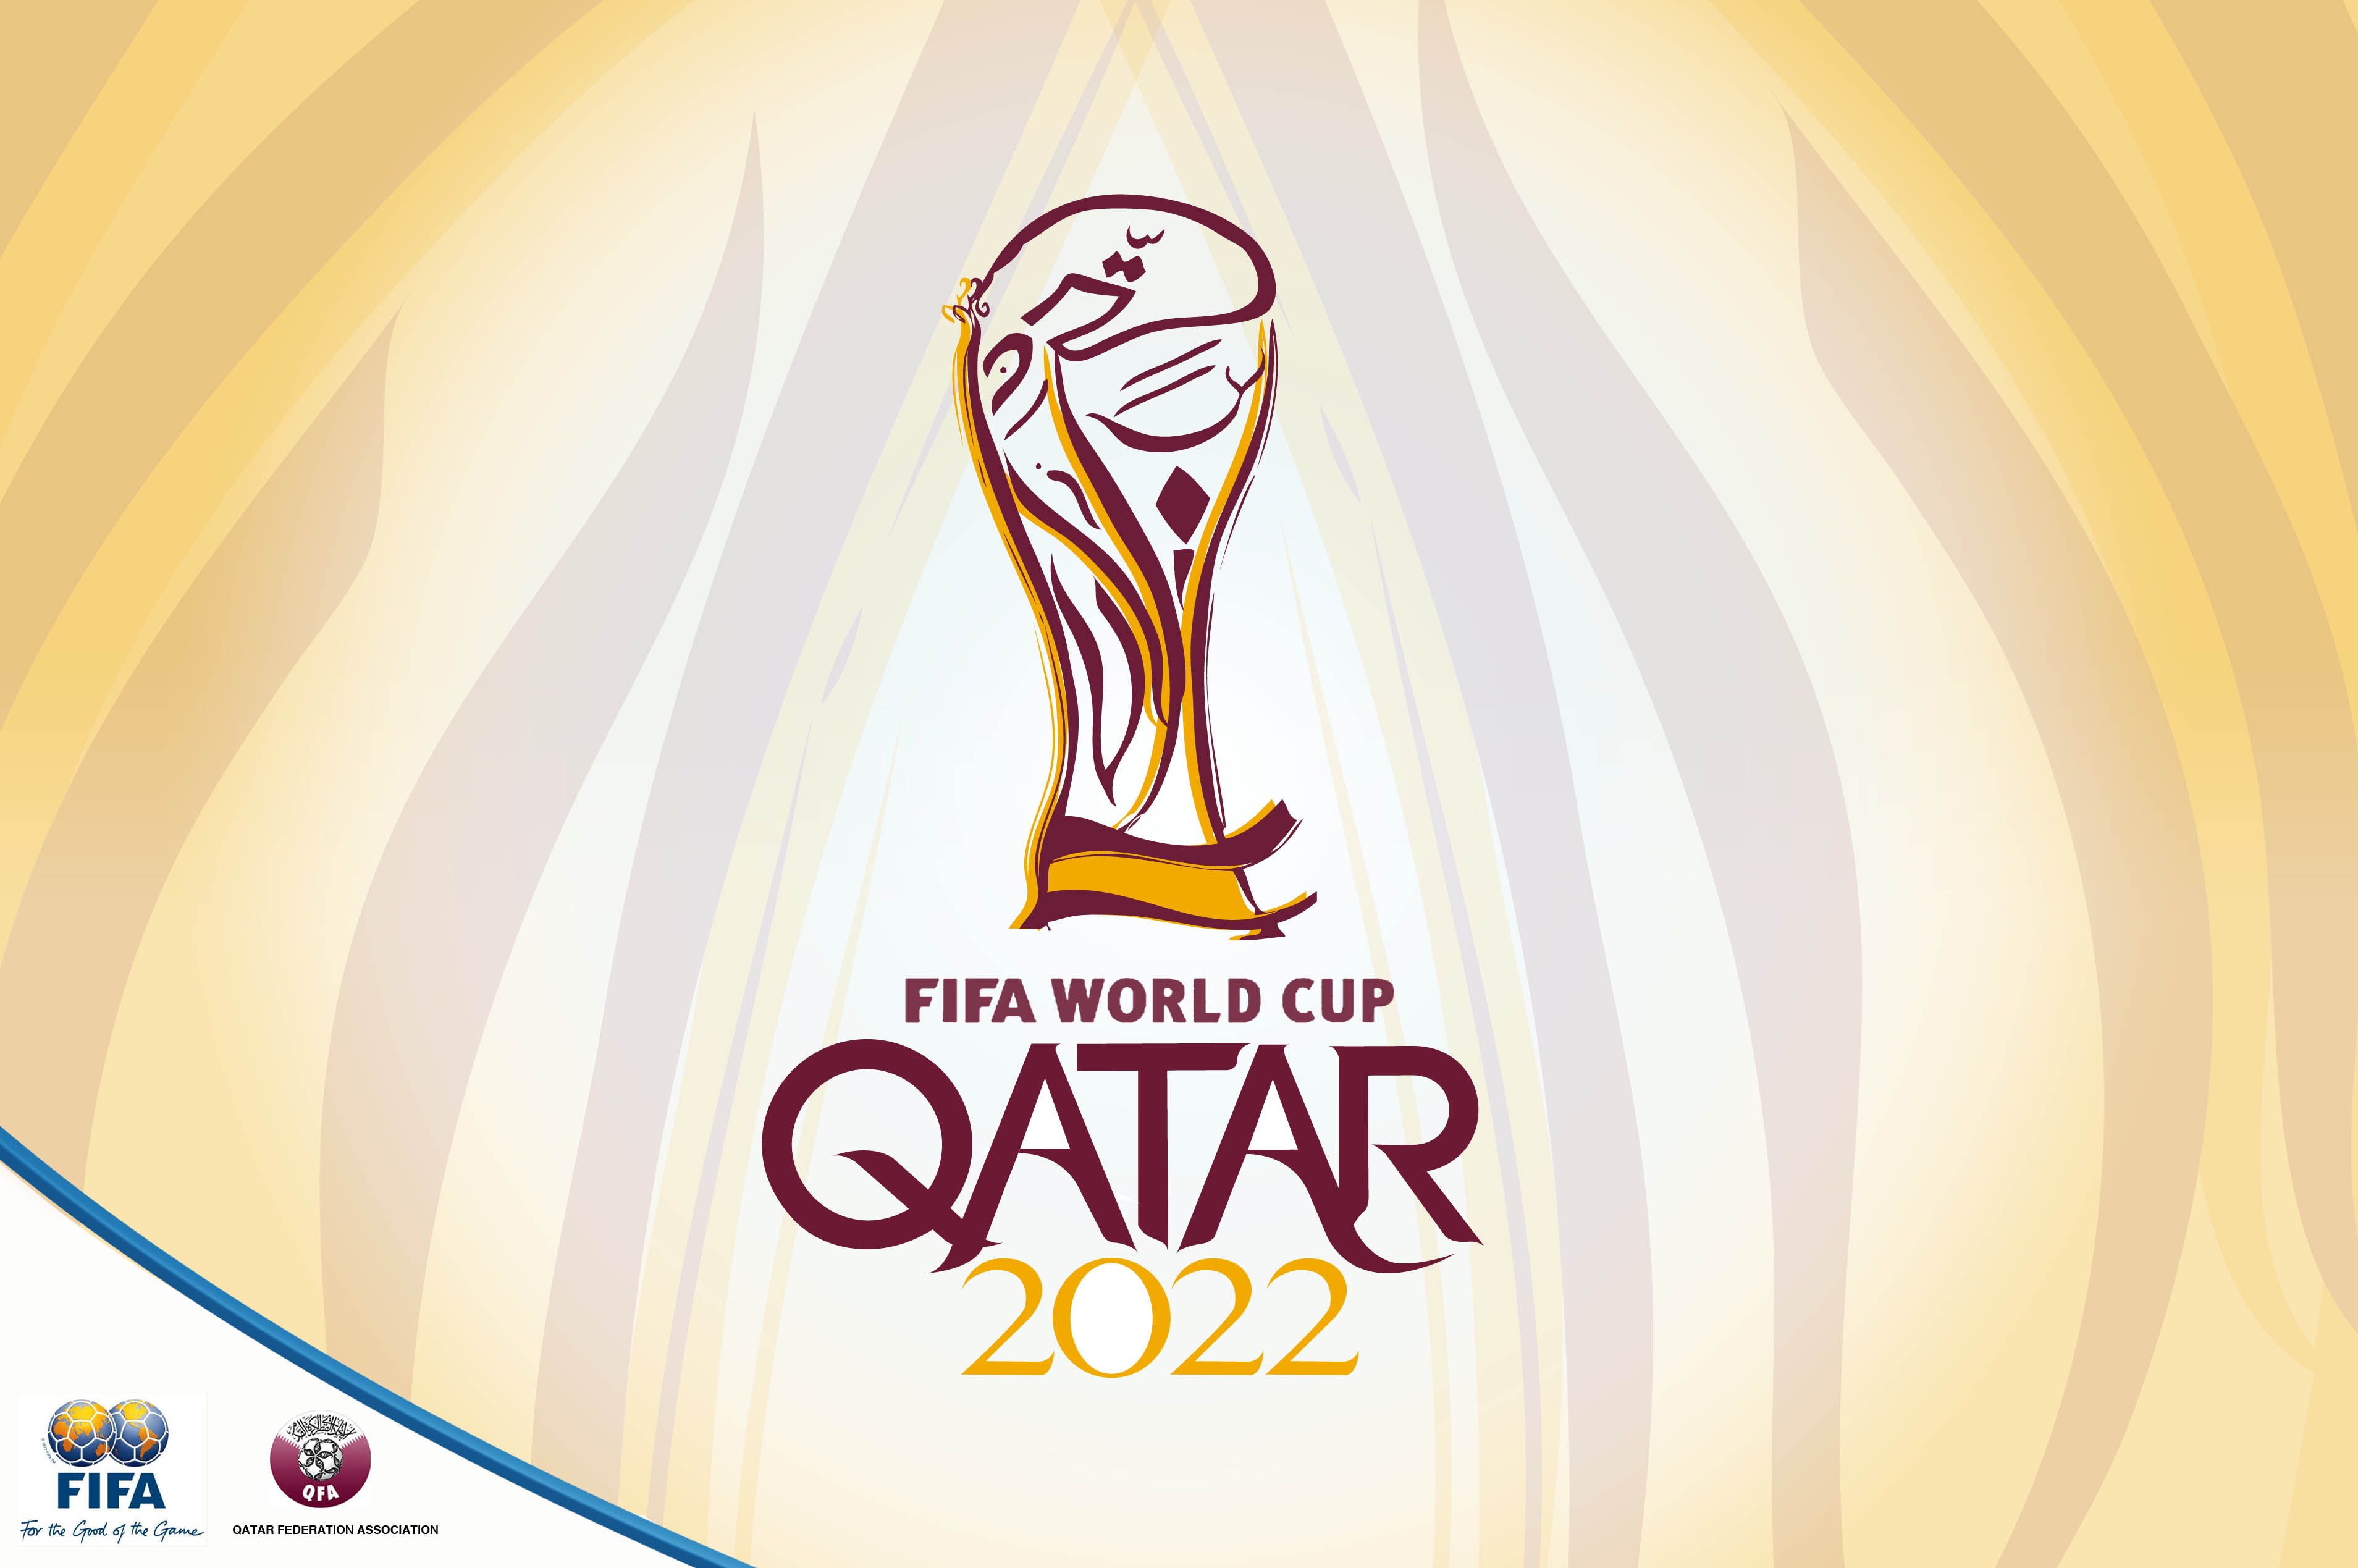 FIFA WORLD CUP
QATAR
2022
FIFA
For the Good of the Game
QFA
QATAR FEDERATION ASSOCIATION